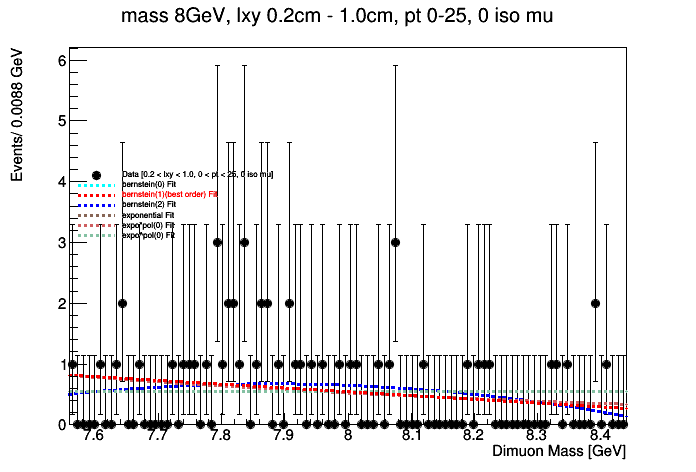 mass 8GeV, lxy 0.2cm - 1.0cm, pt 0-25, 0 iso mu
Events/ 0.0088 GeV
6
5
4
3
2
1
0
Data [0.2 < lxy < 1.0, 0 < pt < 25, 0 iso mu]
bernstein(0) Fit
bernstein(1)(best order) Fit
bernstein(2) Fit
exponential Fit
expo*pol(0) Fit
expo*pol(0) Fit
7.6 7.7 7.8 7.9 8 8.1 8.2 8.3 8.4
Dimuon Mass [GeV]